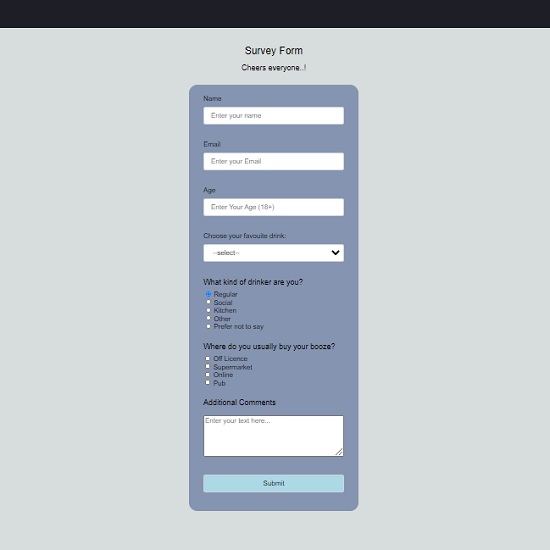 Survey Form
Cheers everyone..!
Name
Enter your name
Email
Enter your Email
Age
Enter Your Age (18+)
Choose your favouite drink:
--select--
What kind of drinker are you?
Regular
Social
Kitchen
Other
Prefer not to say
Where do you usually buy your booze?
Off Licence
Supermarket
Online
Pub
Additional Comments
Enter your text here...
Submit